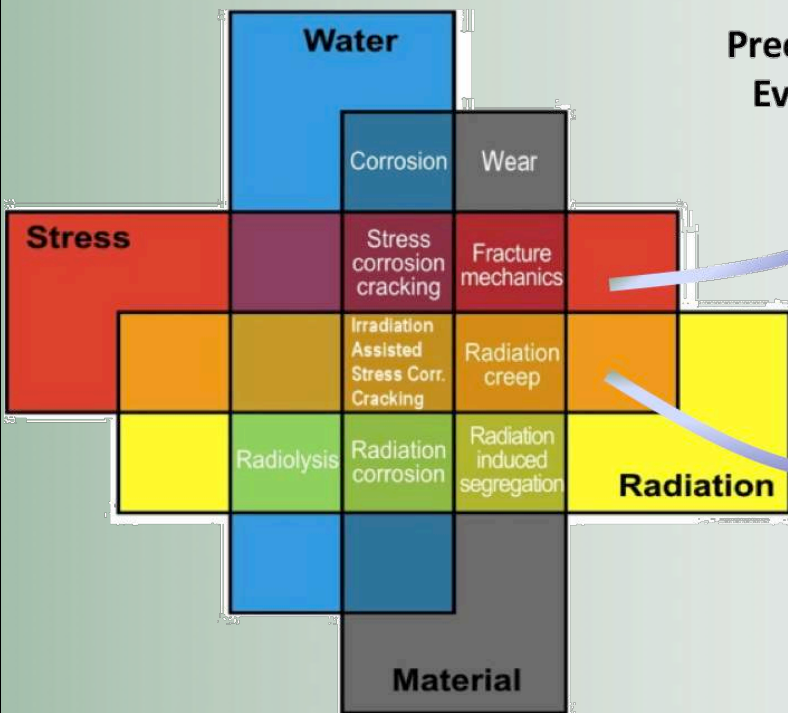 Water
Corrosion
Wear
Stress
Stress
corrosion
cracking
Fracture
mechanics
Irradiation
Assisted
Stress Corr.
Cracking
Radiation
creep
Radiolysis
Radiation
corrosion
Radiation
induced
segregation
Radiation
Material